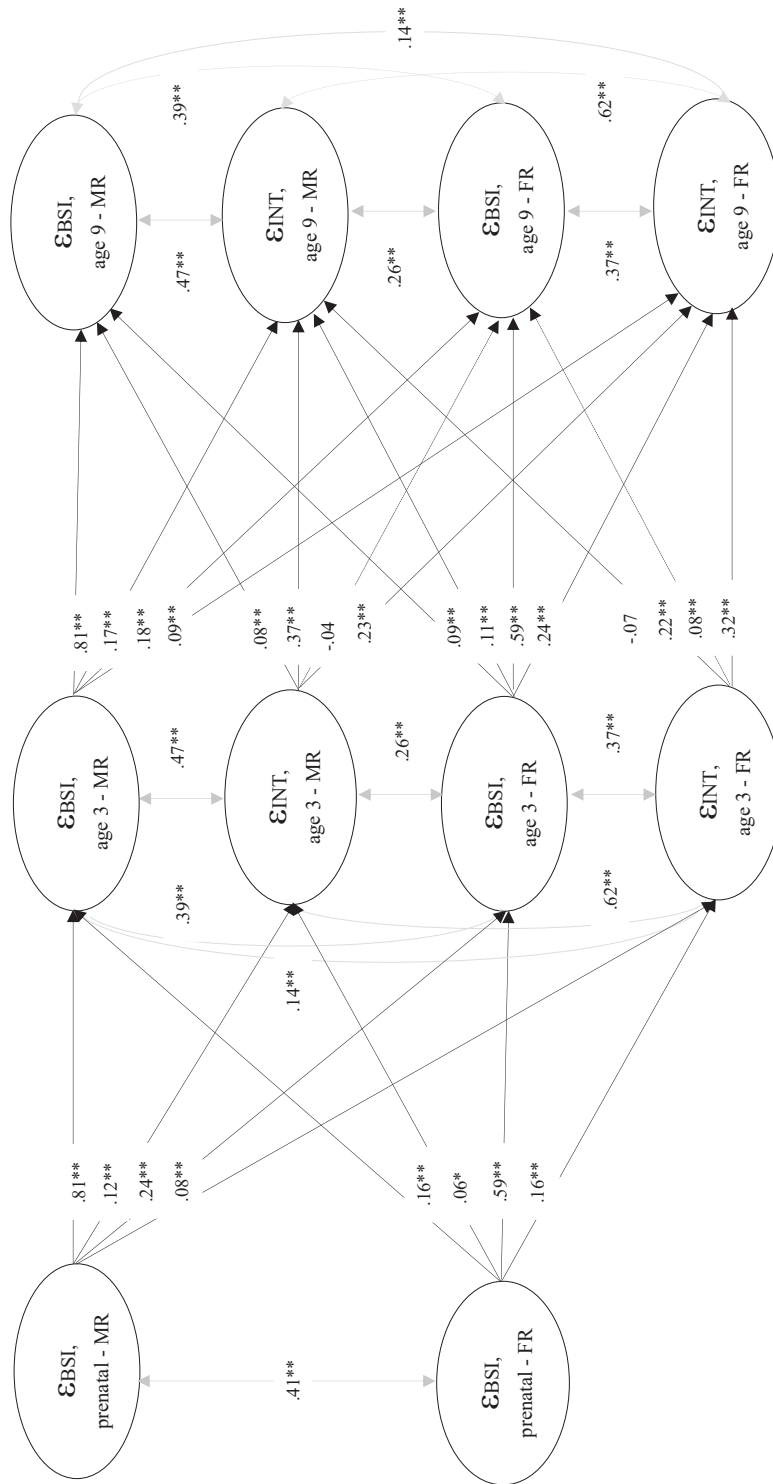 εBSI,
prenatal - MR
.41**
εBSI,
prenatal - FR
.81**
.12**
.24**
.08**
.16**
.06*
.59**
.16**
εBSI,
age 3 - MR
.47**
εINT,
age 3 - MR
.26**
εBSI,
age 3 - FR
.37**
εINT,
age 3 - FR
.39**
.14**
.62**
.81**
.17**
.18**
.09**
.08**
.37**
-.04
.23**
.09**
.11**
.59**
.24**
-.07
.22**
.08**
.32**
εBSI,
age 9 - MR
.47**
εINT,
age 9 - MR
.26**
εBSI,
age 9 - FR
.37**
εINT,
age 9 - FR
.39**
.62**
.14**